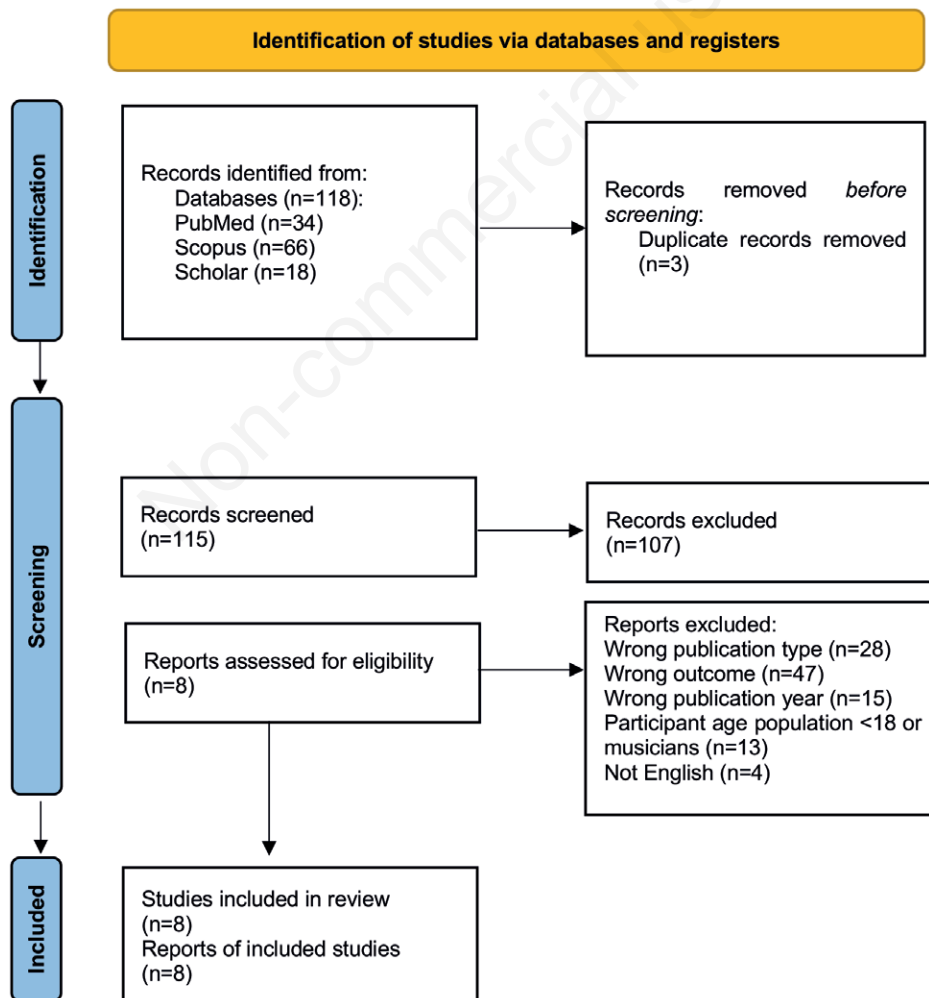 Identification of studies via databases and registers
Identification
Records identified from:
Databases (n=118):
PubMed (n=34)
Scopus (n=66)
Scholar (n=18)
Records removed before
screening:
Duplicate records removed
(n=3)
Screening
Records screened
(n=115)
Records excluded
(n=107)
Reports assessed for eligibility
(n=8)
Reports excluded:
Wrong publication type (n=28)
Wrong outcome (n=47)
Wrong publication year (n=15)
Participant age population <18 or
musicians (n=13)
Not English (n=4)
Included
Studies included in review
(n=8)
Reports of included studies
(n=8)
Non-commercial us